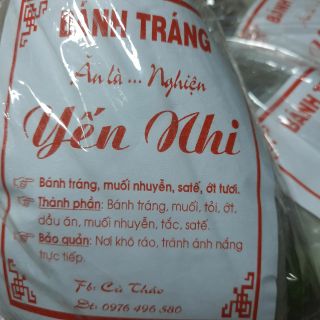 BÁNH TRÁNG
Ăn là ... Nghiện
Yến Nhi
Bánh tráng, muối nhuyễn, saté, ớt tươi.
Thành phần: Bánh tráng, muối, tỏi, ớt,
dầu ăn, muối nhuyễn, tắc, saté.
Bảo quản: Nơi khô ráo, tránh ánh nắng
trực tiếp.
Fb: Cù Thảo
Đt: 0976 496 580
BÁNH TRÁNG